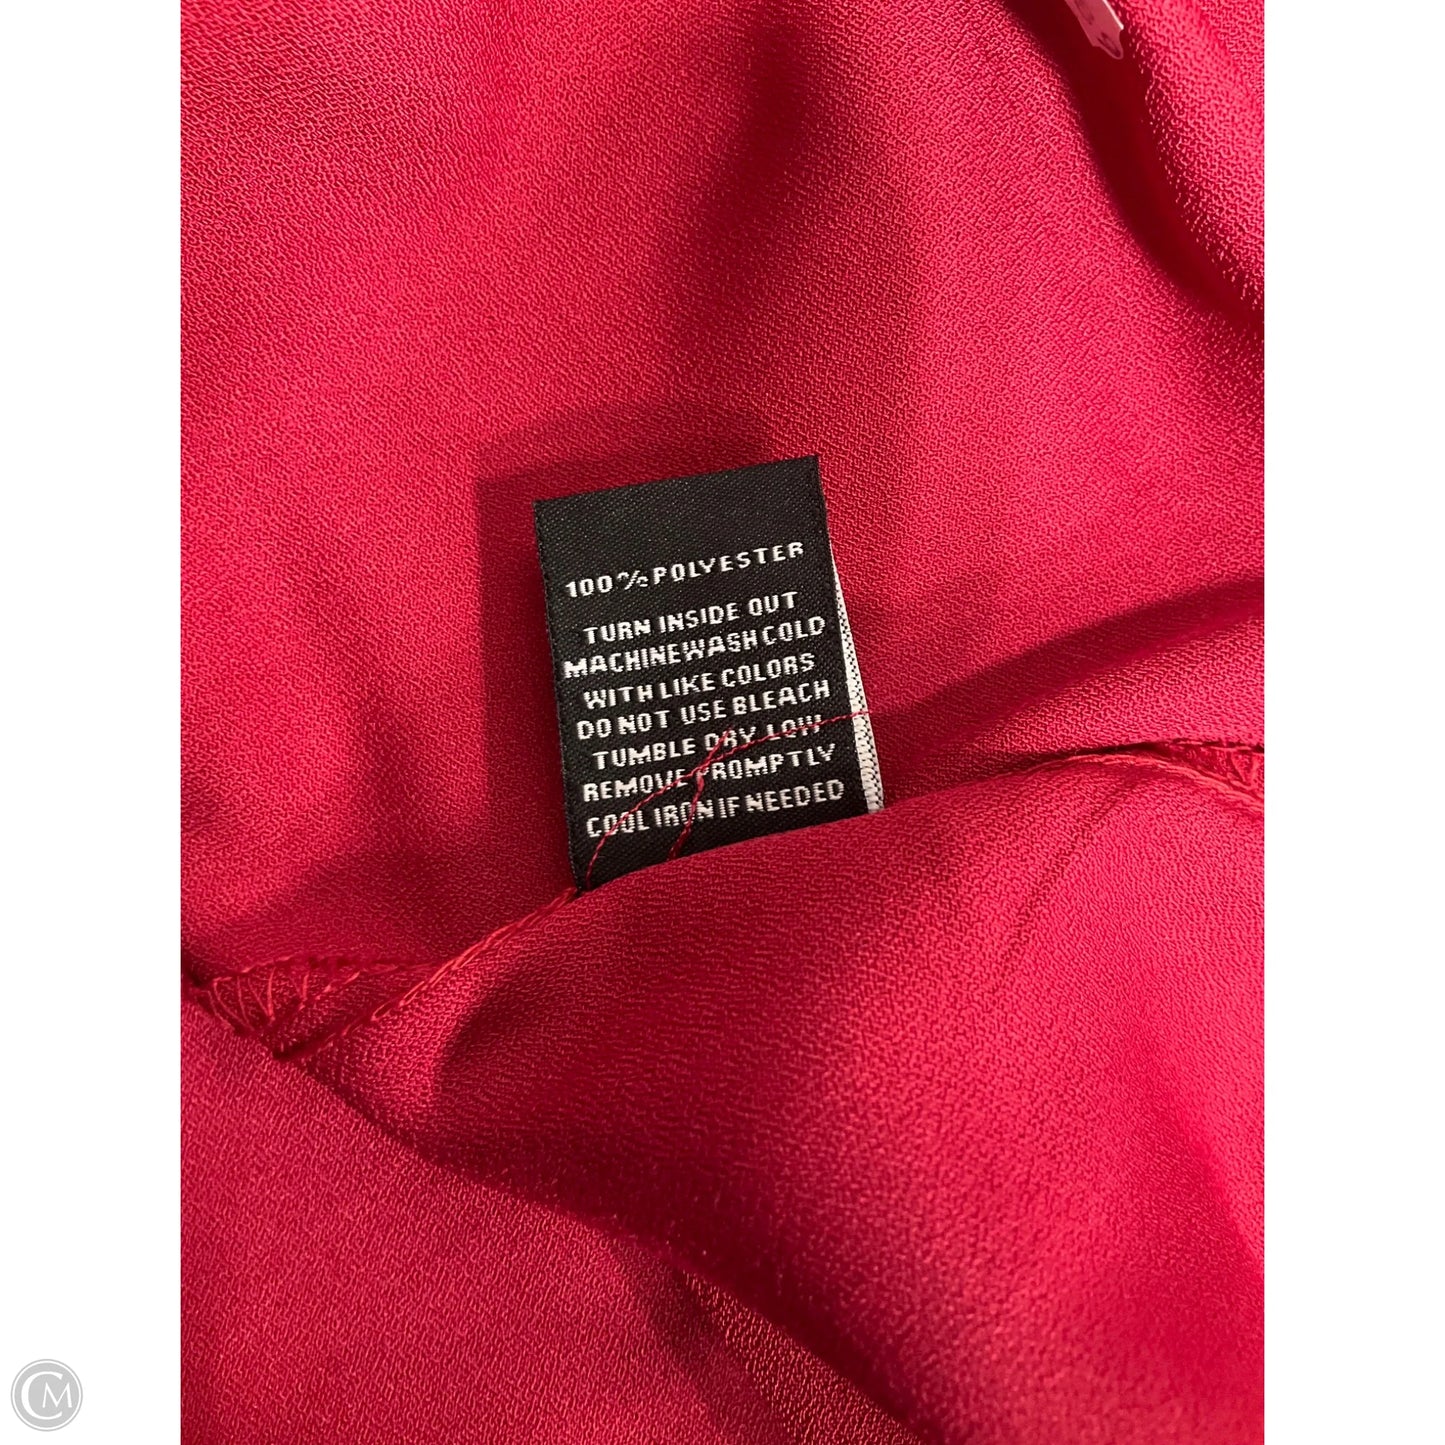 100% POLYESTER
TURN INSIDE OUT
MACHINE WASH COLD
WITH LIKE COLORS
DO NOT USE BLEACH
TUMBLE DRY LOW
REMOVE PROMPTLY
COOL IRON IF NEEDED
CM